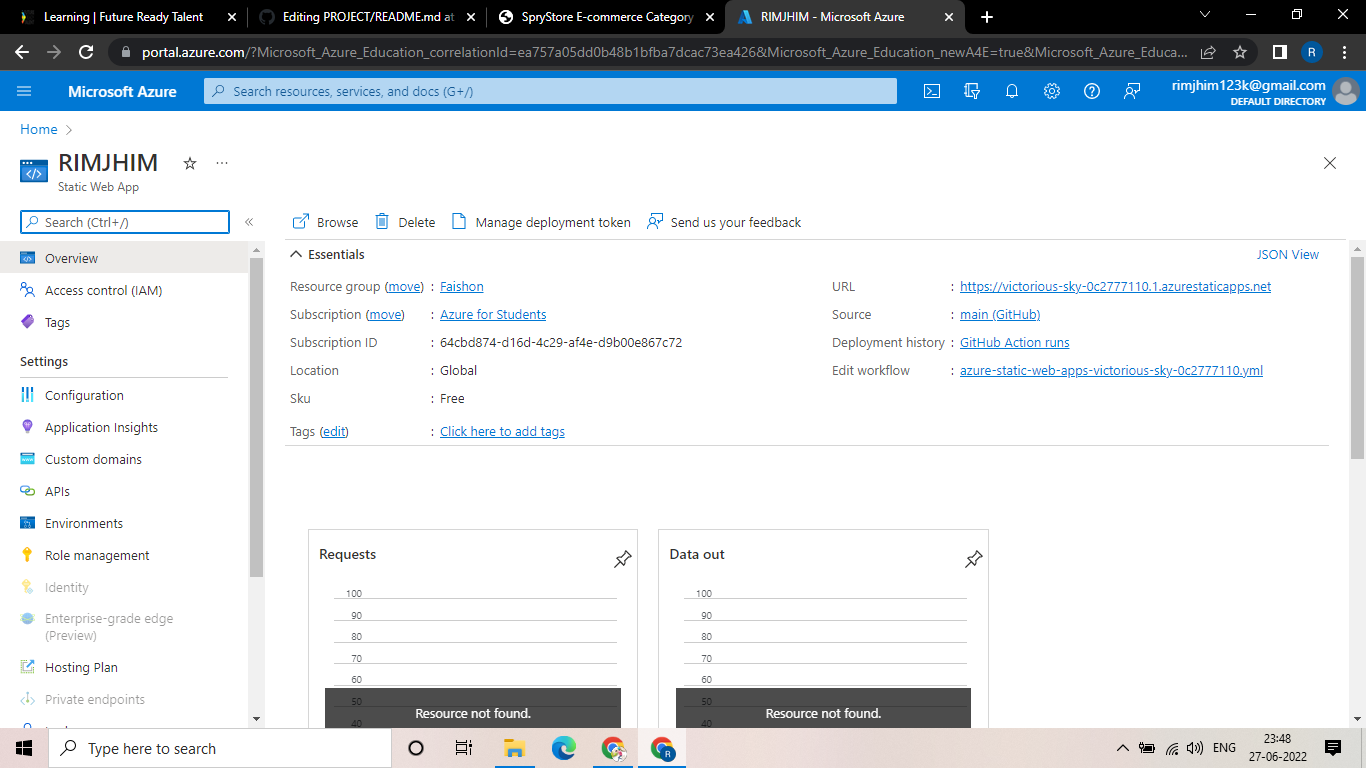 Learning | Future Ready Talent
Editing PROJECT/README.md at
SpryStore E-commerce Category
RIMJHIM - Microsoft Azure
portal.azure.com/?Microsoft_Azure_Education_correlationId=ea757a05dd0b48b1bfba7dcac73ea426&Microsoft_Azure_Education_newA4E=true&Microsoft_Azure_Educa...
R
Microsoft Azure
Search resources, services, and docs (G+/)
rimjhim123k@gmail.com
DEFAULT DIRECTORY
Home
RIMJHIM
Static Web App
Search (Ctrl+/)
Overview
Access control (IAM)
Tags
Settings
Configuration
Application Insights
Custom domains
APIs
Environments
Role management
Identity
Enterprise-grade edge
(Preview)
Hosting Plan
Private endpoints
Browse
Delete
Manage deployment token
Send us your feedback
Essentials
JSON View
Resource group (move) : Faishon
Subscription (move) : Azure for Students
Subscription ID : 64cbd874-d16d-4c29-af4e-d9b00e867c72
Location : Global
Sku : Free
Tags (edit) : Click here to add tags
URL : https://victorious-sky-0c2777110.1.azurestaticapps.net
Source : main (GitHub)
Deployment history : GitHub Action runs
Edit workflow : azure-static-web-apps-victorious-sky-0c2777110.yml
Requests
100
90
80
70
60
50
40
Resource not found.
Data out
100
90
80
70
60
50
40
Resource not found.
Type here to search
R
ENG
23:48
27-06-2022